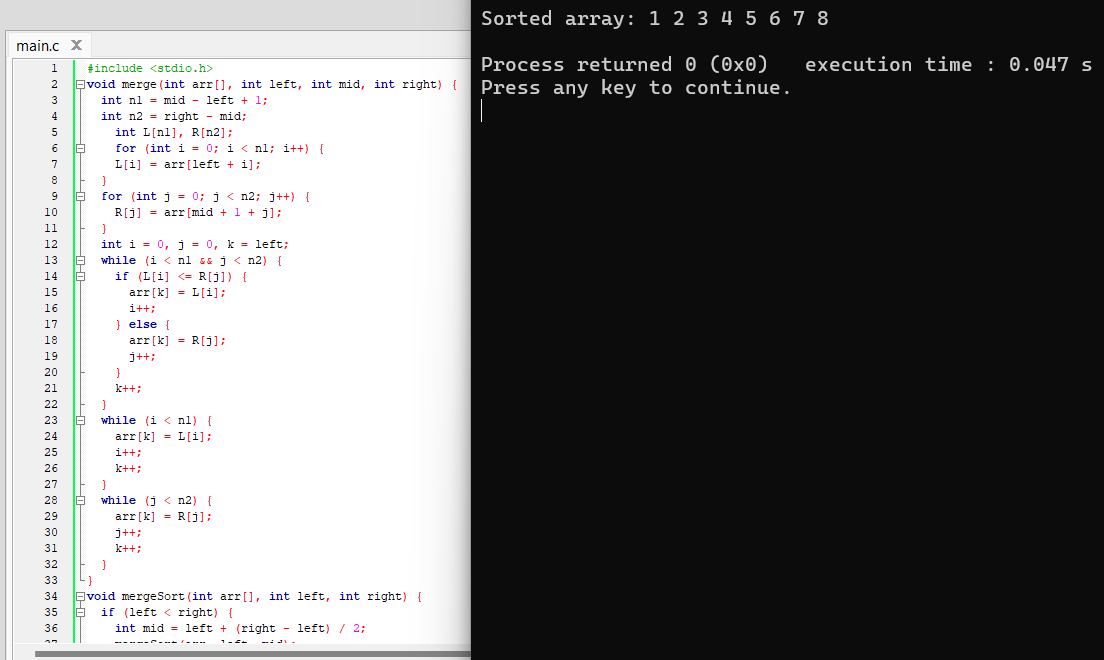 main.c X
1 #include <stdio.h>
2 void merge(int arr[], int left, int mid, int right) {
3 int n1 = mid - left + 1;
4 int n2 = right - mid;
5 int L[n1], R[n2];
6 for (int i = 0; i < n1; i++) {
7 L[i] = arr[left + i];
8 }
9 for (int j = 0; j < n2; j++) {
10 R[j] = arr[mid + 1 + j];
11 }
12 int i = 0, j = 0, k = left;
13 while (i < n1 && j < n2) {
14 if (L[i] <= R[j]) {
15 arr[k] = L[i];
16 i++;
17 } else {
18 arr[k] = R[j];
19 j++;
20 }
21 k++;
22 }
23 while (i < n1) {
24 arr[k] = L[i];
25 i++;
26 k++;
27 }
28 while (j < n2) {
29 arr[k] = R[j];
30 j++;
31 k++;
32 }
33 }
34 void mergeSort(int arr[], int left, int right) {
35 if (left < right) {
36 int mid = left + (right - left) / 2;
Sorted array: 1 2 3 4 5 6 7 8
Process returned 0 (0x0) execution time : 0.047 s
Press any key to continue.